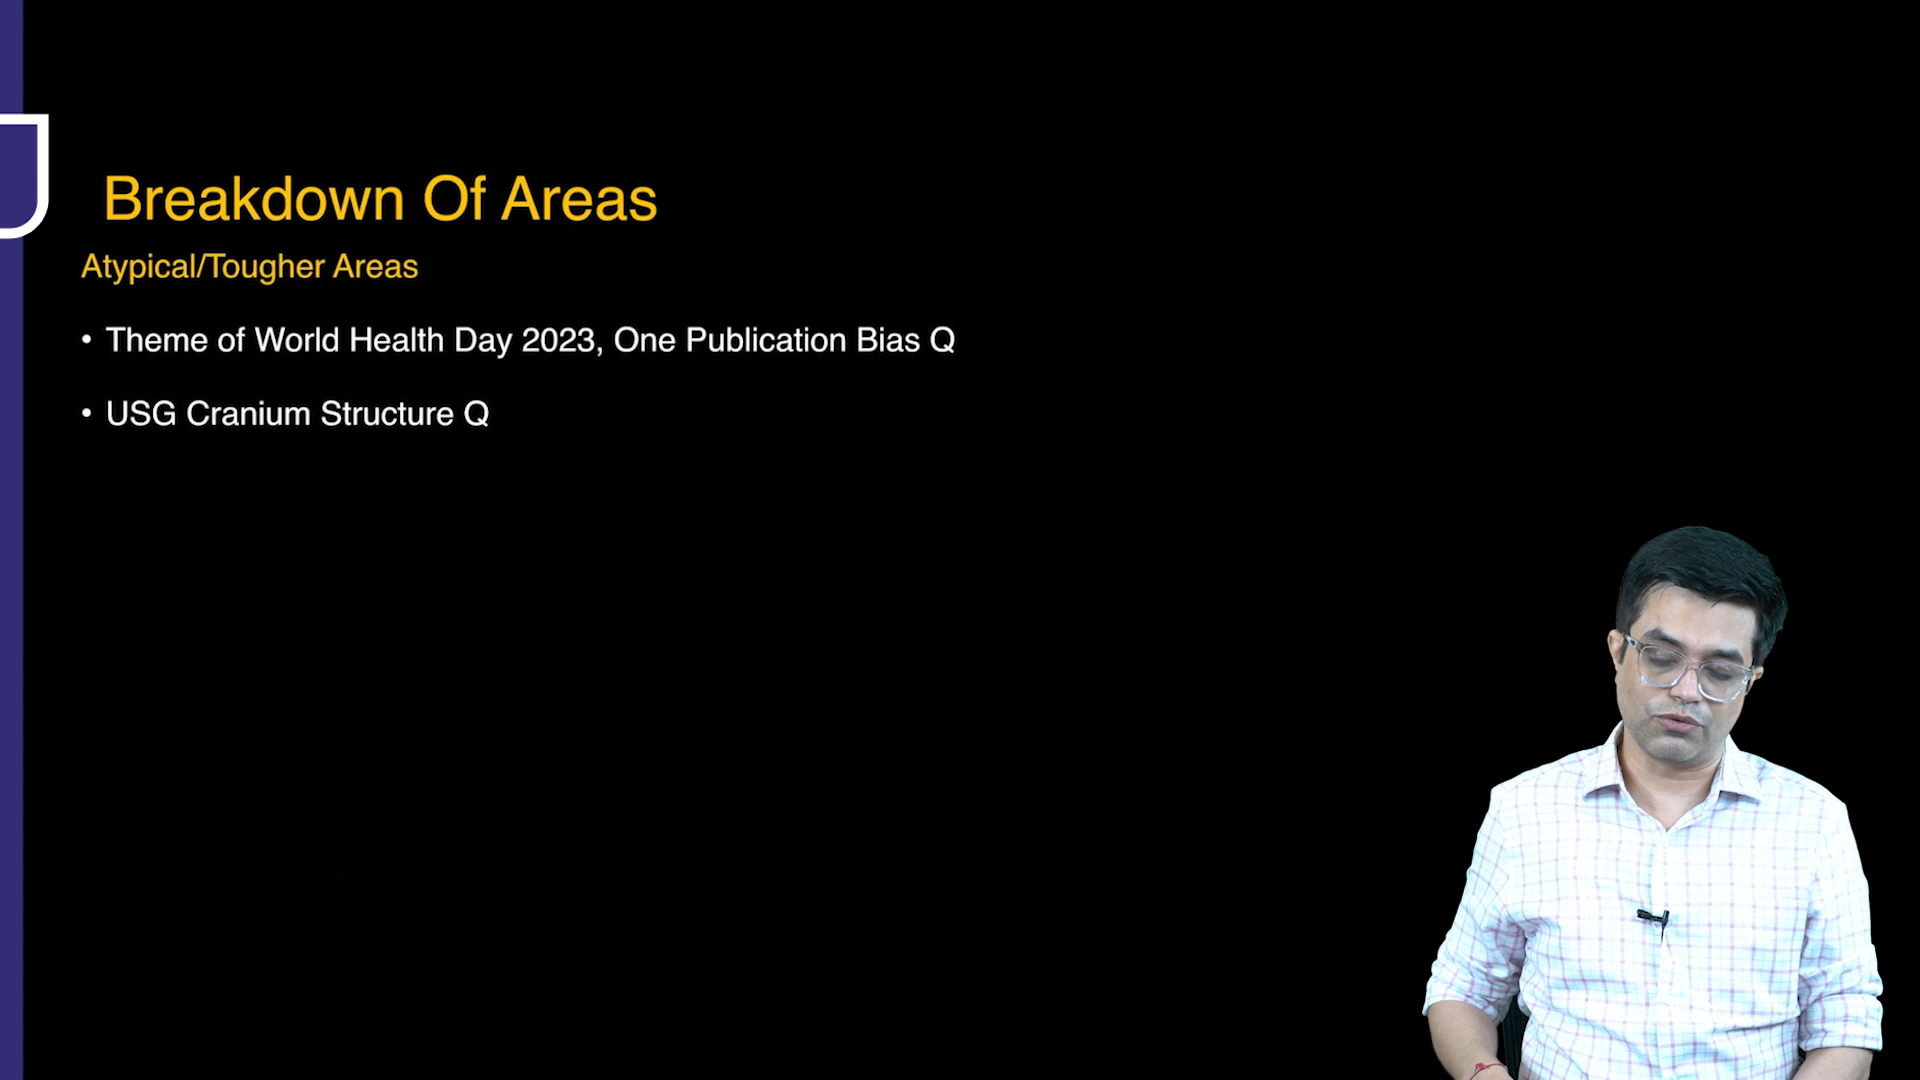 Breakdown Of Areas
Atypical/Tougher Areas
• Theme of World Health Day 2023, One Publication Bias Q
• USG Cranium Structure Q